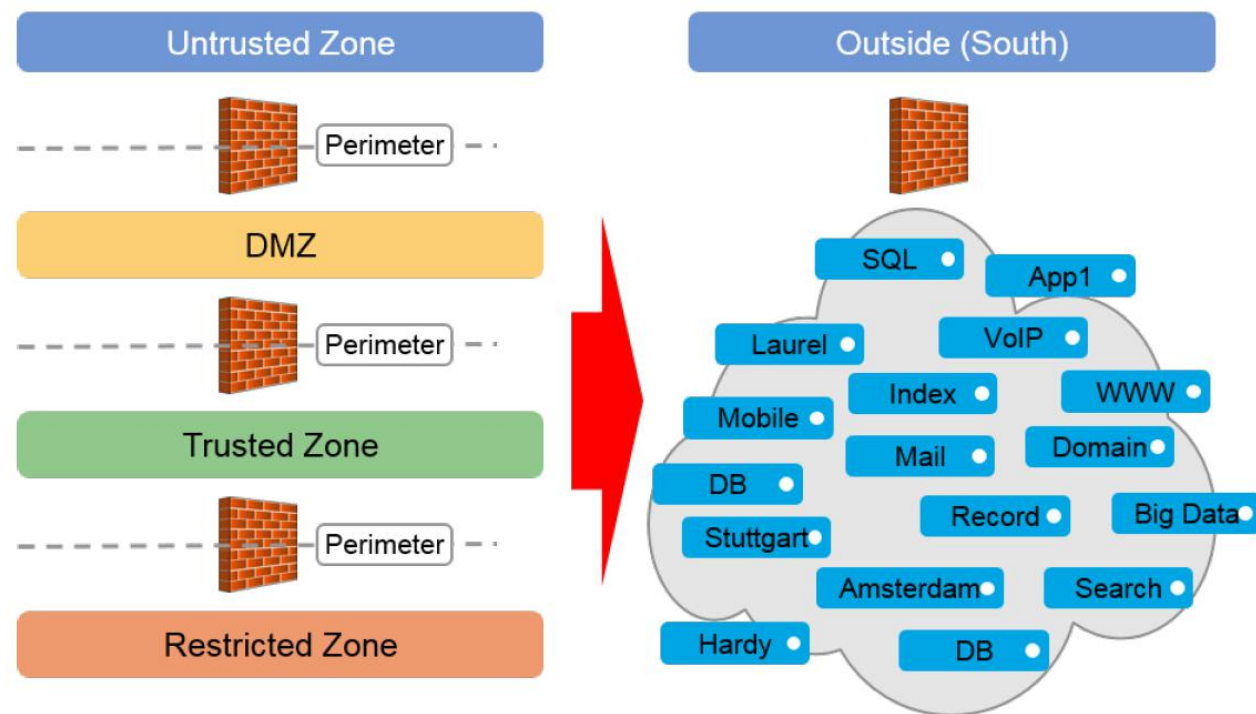 Untrusted Zone
Perimeter
DMZ
Perimeter
Trusted Zone
Perimeter
Restricted Zone
Outside (South)
SQL
App1
Laurel
VoIP
Index
WWW
Mobile
Mail
Domain
DB
Record
Big Data
Stuttgart
Amsterdam
Search
Hardy
DB